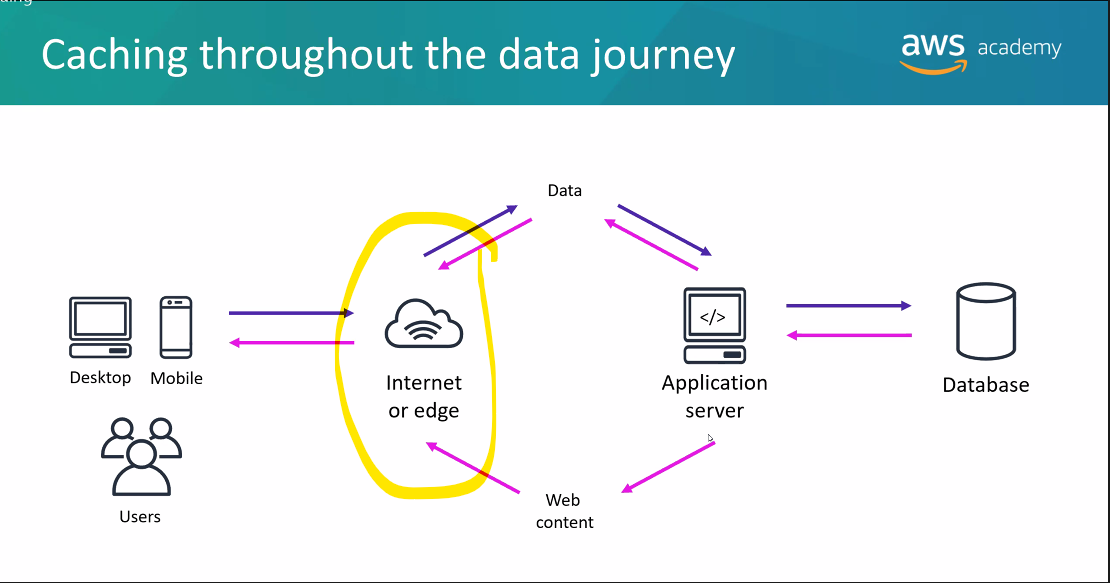 Caching throughout the data journey
aws academy
Data
</>
Desktop
Mobile
Internet
or edge
Application
server
Database
Users
Web
content